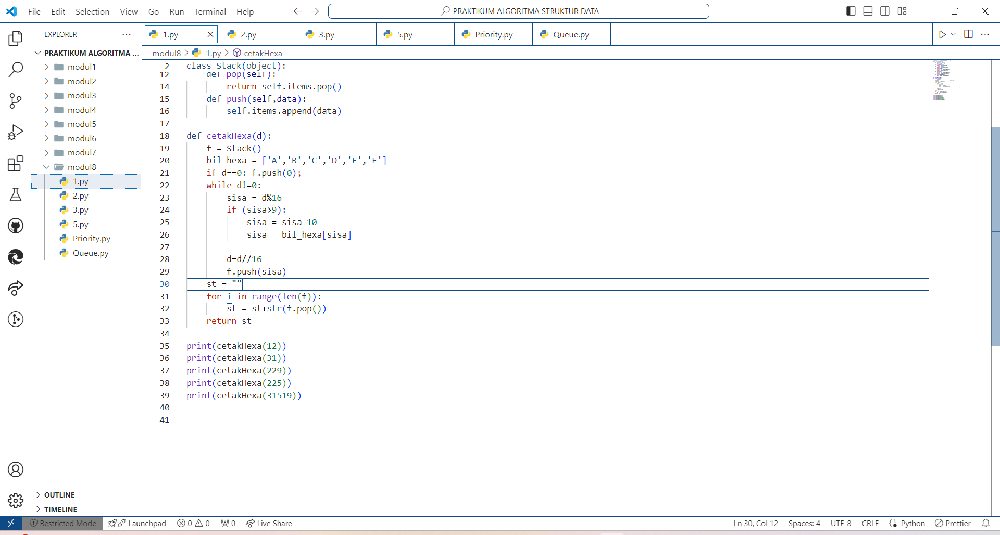 File Edit Selection View Go Run Terminal Help
PRAKTIKUM ALGORITMA STRUKTUR DATA
EXPLORER
PRAKTIKUM ALGORITMA ...
modul1
modul2
modul3
modul4
modul5
modul6
modul7
modul8
1.py
2.py
3.py
5.py
Priority.py
Queue.py
OUTLINE
TIMELINE
1.py 2.py 3.py 5.py Priority.py Queue.py
modul8 > 1.py > cetakHexa
2 class Stack(object):
12 def pop(self):
14 return self.items.pop()
15 def push(self,data):
16 self.items.append(data)
17
18 def cetakHexa(d):
19 f = Stack()
20 bil_hexa = ['A','B','C','D','E','F']
21 if d==0: f.push(0);
22 while d!=0:
23 sisa = d%16
24 if (sisa>9):
25 sisa = sisa-10
26 sisa = bil_hexa[sisa]
27
28 d=d//16
29 f.push(sisa)
30 st = ""
31 for i in range(len(f)):
32 st = st+str(f.pop())
33 return st
34
35 print(cetakHexa(12))
36 print(cetakHexa(31))
37 print(cetakHexa(229))
38 print(cetakHexa(225))
39 print(cetakHexa(31519))
40
41
Restricted Mode Launchpad 0 0 0 Live Share Ln 30, Col 12 Spaces: 4 UTF-8 CRLF Python Prettier